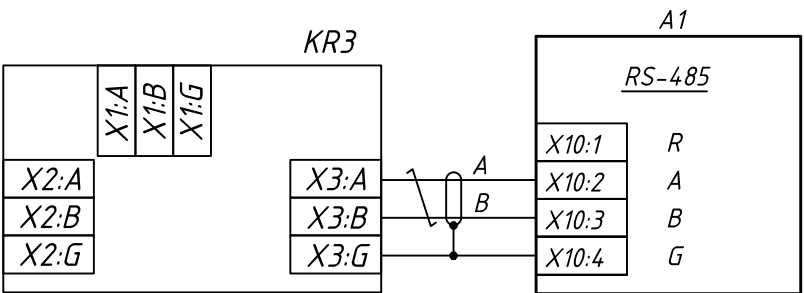 A1
KR3
RS-485
X1:A
X1:B
X1:G
X10:1 R
X2:A
X3:A
A
X10:2 A
X2:B
X3:B
B
X10:3 B
X2:G
X3:G
X10:4 G